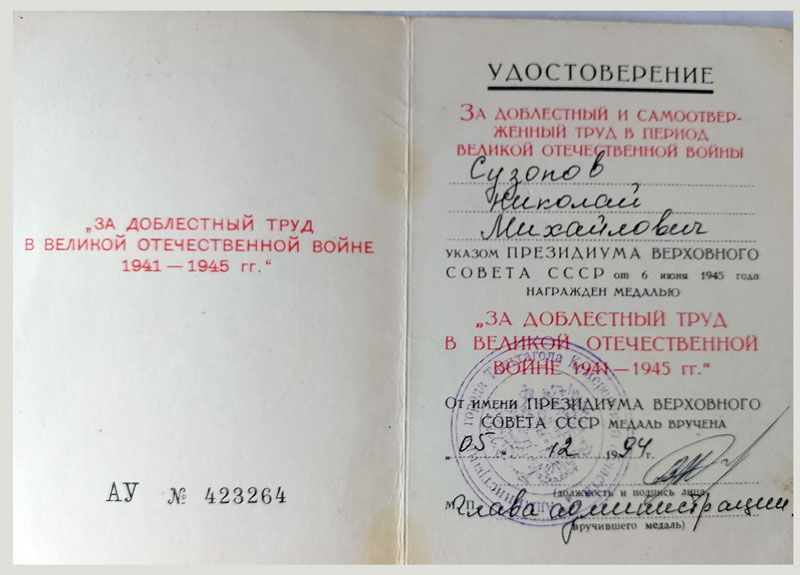 „ЗА ДОБЛЕСТНЫЙ ТРУД
В ВЕЛИКОЙ ОТЕЧЕСТВЕННОЙ ВОЙНЕ
1941 — 1945 гг.“
АУ № 423264
УДОСТОВЕРЕНИЕ
ЗА ДОБЛЕСТНЫЙ И САМООТВЕР-
ЖЕННЫЙ ТРУД В ПЕРИОД
ВЕЛИКОЙ ОТЕЧЕСТВЕННОЙ ВОЙНЫ
Сузопов
Николай
Михайлович
УКАЗОМ ПРЕЗИДИУМА ВЕРХОВНОГО
СОВЕТА СССР от 6 июня 1945 года
НАГРАЖДЕН МЕДАЛЬЮ
„ЗА ДОБЛЕСТНЫЙ ТРУД
В ВЕЛИКОЙ ОТЕЧЕСТВЕННОЙ
ВОЙНЕ 1941—1945 гг.“
города Таштагола
ОТ ИМЕНИ ПРЕЗИДИУМА ВЕРХОВНОГО
СОВЕТА СССР МЕДАЛЬ ВРУЧЕНА
„05“ 12 1994 г.
(должность и подпись лица,
М. П. Глава администрации
вручившего медаль)